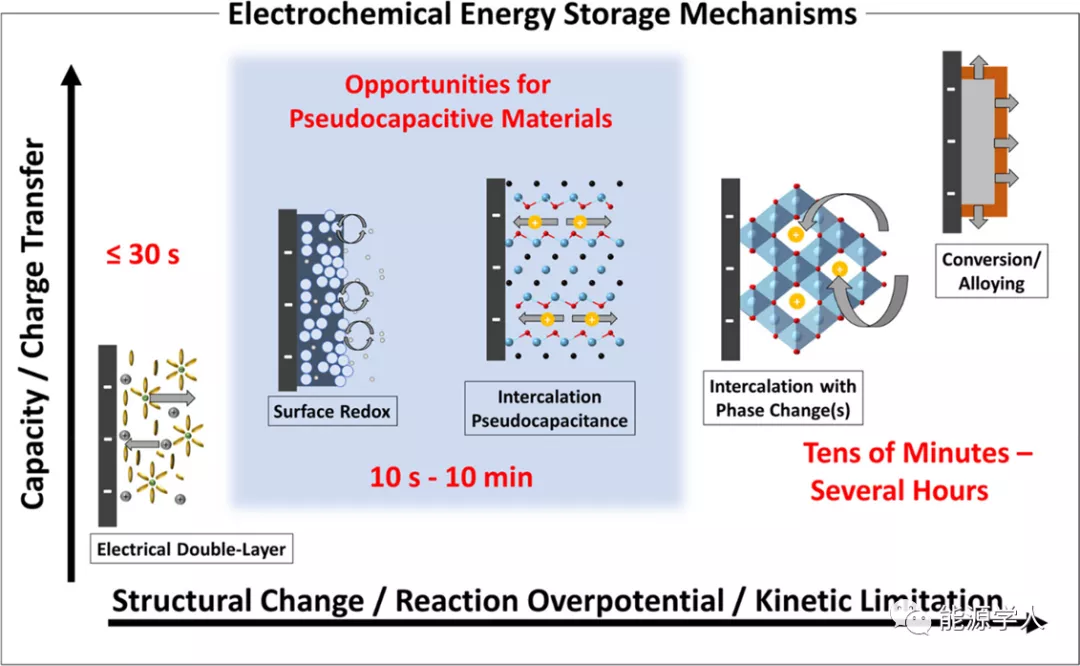 Electrochemical Energy Storage Mechanisms
Capacity / Charge Transfer
Opportunities for
Pseudocapacitive Materials
≤ 30 s
Electrical Double-Layer
Surface Redox
Intercalation
Pseudocapacitance
10 s - 10 min
Intercalation with
Phase Change(s)
Conversion/
Alloying
Tens of Minutes –
Several Hours
Structural Change / Reaction Overpotential / Kinetic Limitation
能源学人